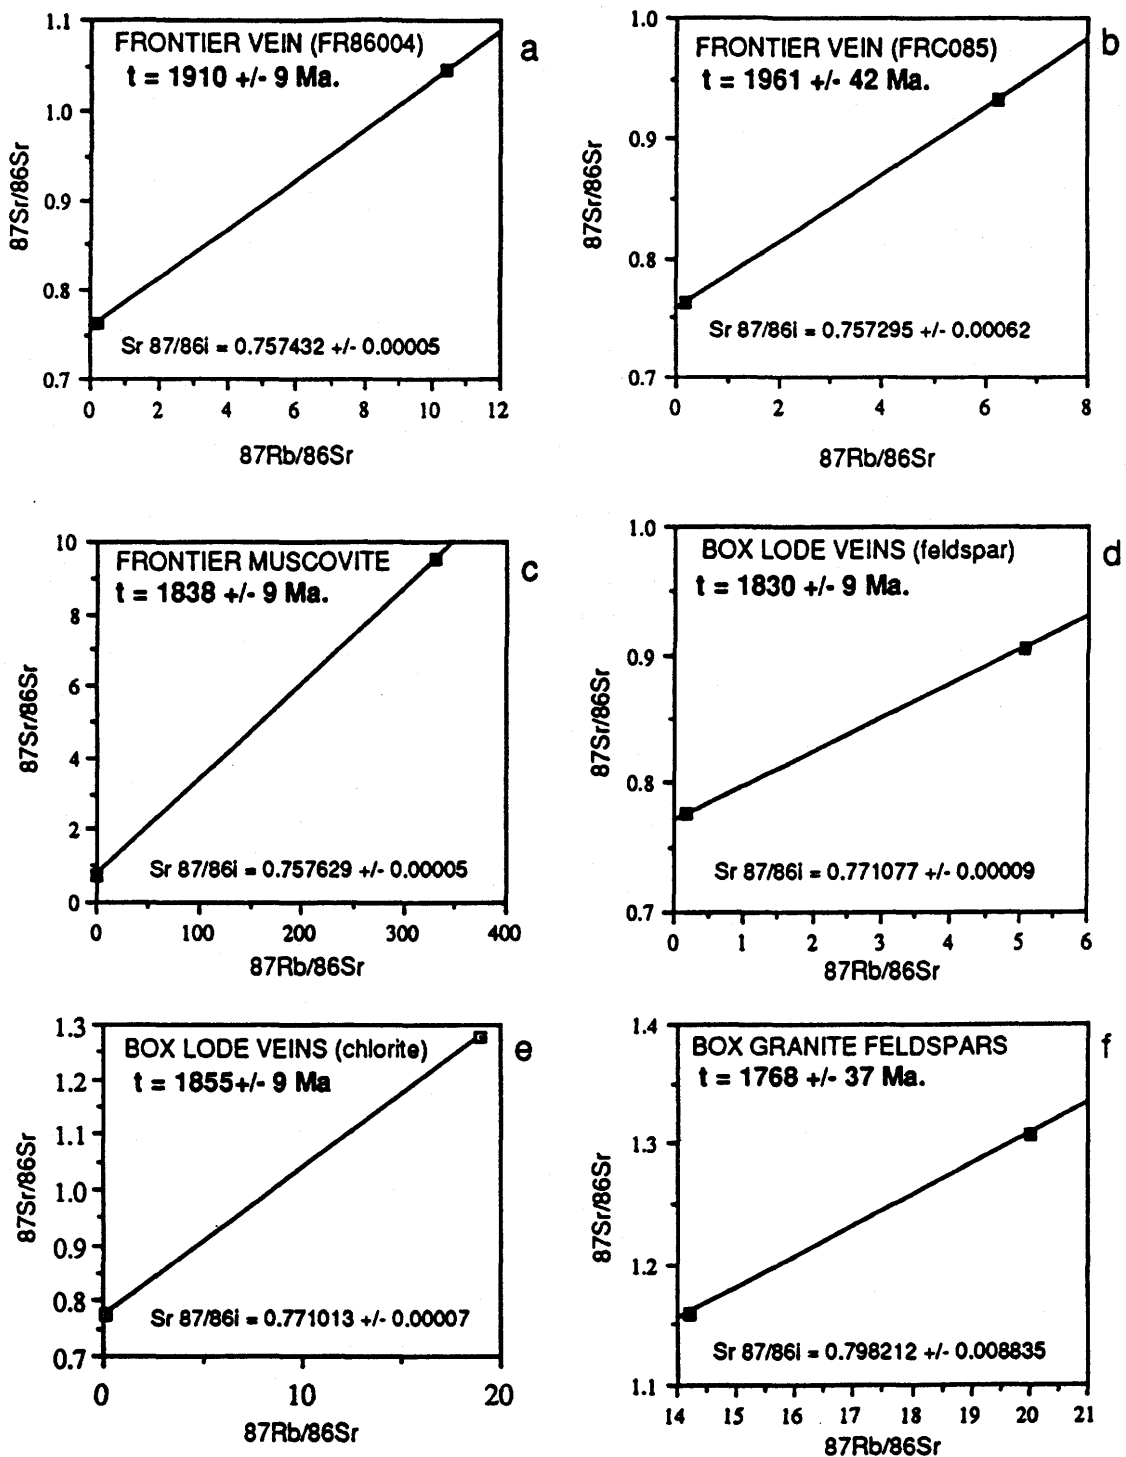 a
FRONTIER VEIN (FR86004)
t = 1910 +/- 9 Ma.
1.1
1.0
0.9
0.8
0.7
87Sr/86Sr
Sr 87/86i = 0.757432 +/- 0.00005
0 2 4 6 8 10 12
87Rb/86Sr
b
FRONTIER VEIN (FRC085)
t = 1961 +/- 42 Ma.
1.0
0.9
0.8
0.7
87Sr/86Sr
Sr 87/86i = 0.757295 +/- 0.00062
0 2 4 6 8
87Rb/86Sr
c
FRONTIER MUSCOVITE
t = 1838 +/- 9 Ma.
10
8
6
4
2
0
87Sr/86Sr
Sr 87/86i = 0.757629 +/- 0.00005
0 100 200 300 400
87Rb/86Sr
d
BOX LODE VEINS (feldspar)
t = 1830 +/- 9 Ma.
1.0
0.9
0.8
0.7
87Sr/86Sr
Sr 87/86i = 0.771077 +/- 0.00009
0 1 2 3 4 5 6
87Rb/86Sr
e
BOX LODE VEINS (chlorite)
t = 1855+/- 9 Ma
1.3
1.2
1.1
1.0
0.9
0.8
0.7
87Sr/86Sr
Sr 87/86i = 0.771013 +/- 0.00007
0 10 20
87Rb/86Sr
f
BOX GRANITE FELDSPARS
t = 1768 +/- 37 Ma.
1.4
1.3
1.2
1.1
87Sr/86Sr
Sr 87/86i = 0.798212 +/- 0.008835
14 15 16 17 18 19 20 21
87Rb/86Sr